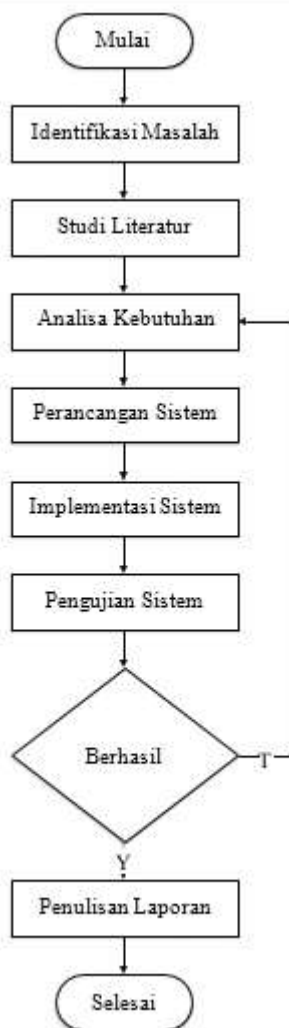 Mulai
Identifikasi Masalah
Studi Literatur
Analisa Kebutuhan
Perancangan Sistem
Implementasi Sistem
Pengujian Sistem
Berhasil
T
Y
Penulisan Laporan
Selesai